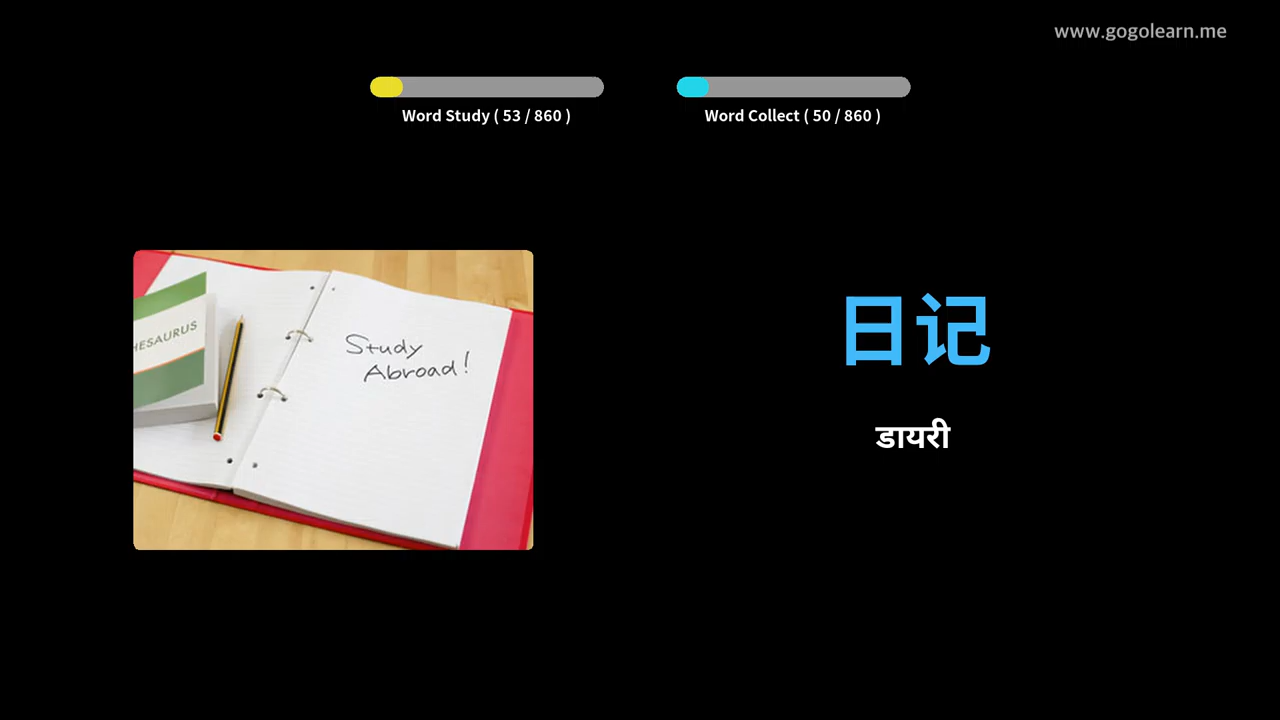 www.gogolearn.me
Word Study ( 53 / 860 )
Word Collect ( 50 / 860 )
HESAURUS
Study
Abroad!
日记
डायरी